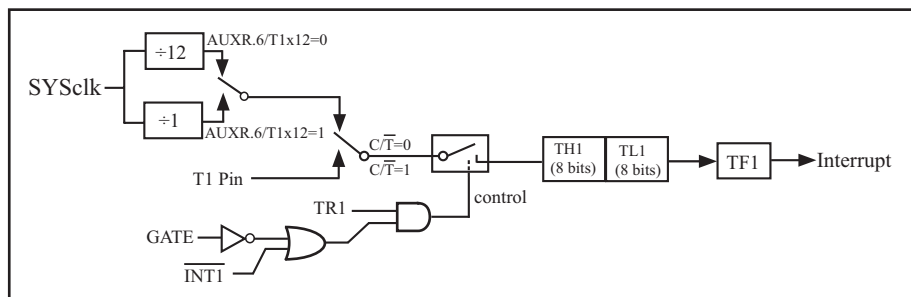 ÷12
AUXR.6/T1x12=0
SYSclk
÷1
AUXR.6/T1x12=1
C/T̅=0
C/T̅=1
T1 Pin
TH1
(8 bits)
TL1
(8 bits)
TF1
Interrupt
control
TR1
GATE
I̅N̅T̅1̅